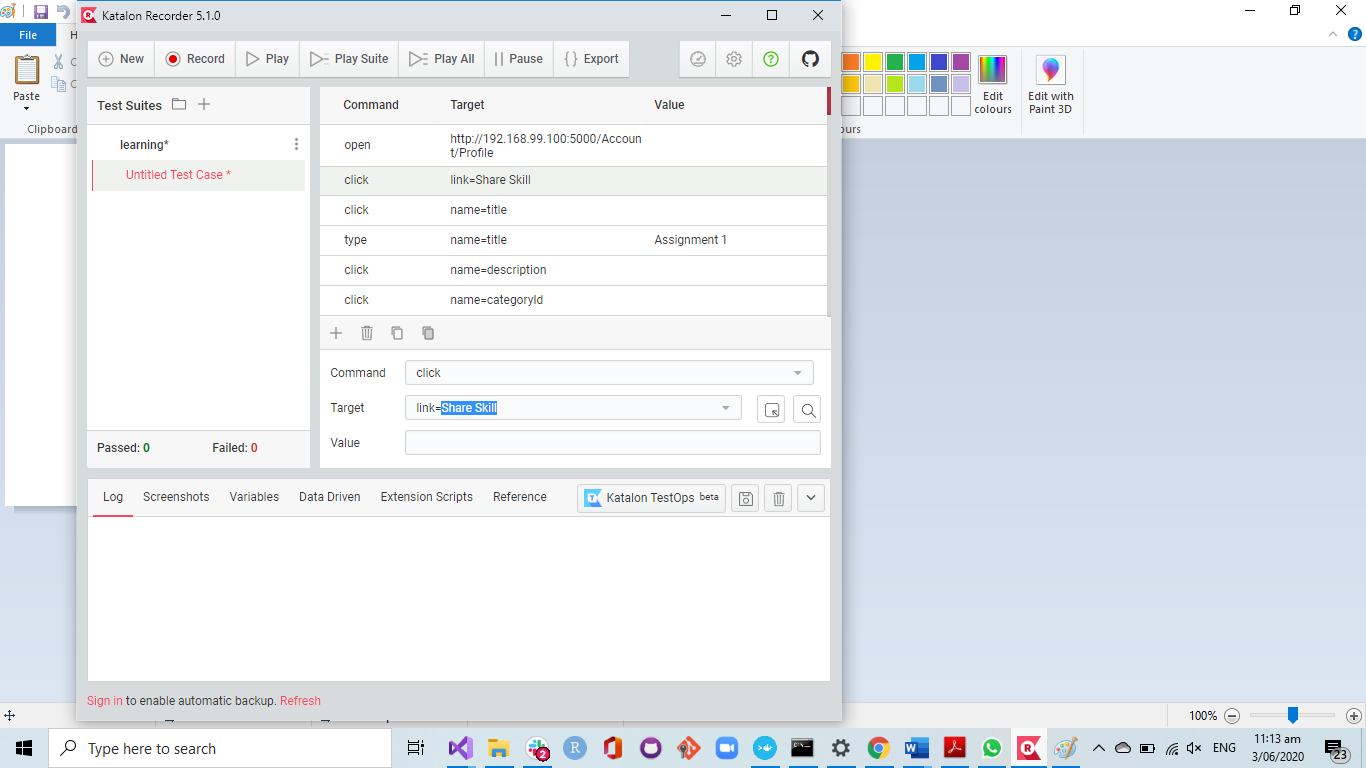 Katalon Recorder 5.1.0
File
H
New
Record
Play
Play Suite
Play All
Pause
Export
Paste
Clipboard
Edit colours
Edit with Paint 3D
ours
Test Suites
learning*
Untitled Test Case *
Passed: 0
Failed: 0
Command Target Value
open http://192.168.99.100:5000/Accou
nt/Profile
click link=Share Skill
click name=title
type name=title Assignment 1
click name=description
click name=categoryId
Command click
Target link=Share Skill
Value
Log Screenshots Variables Data Driven Extension Scripts Reference
Katalon TestOps beta
Sign in to enable automatic backup. Refresh
100%
Type here to search
2
ENG
11:13 am
3/06/2020
23